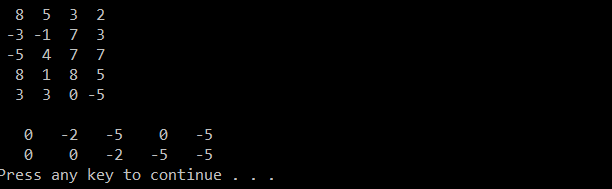 8 5 3 2
-3 -1 7 3
-5 4 7 7
8 1 8 5
3 3 0 -5
0 -2 -5 0 -5
0 0 -2 -5 -5
Press any key to continue . . .